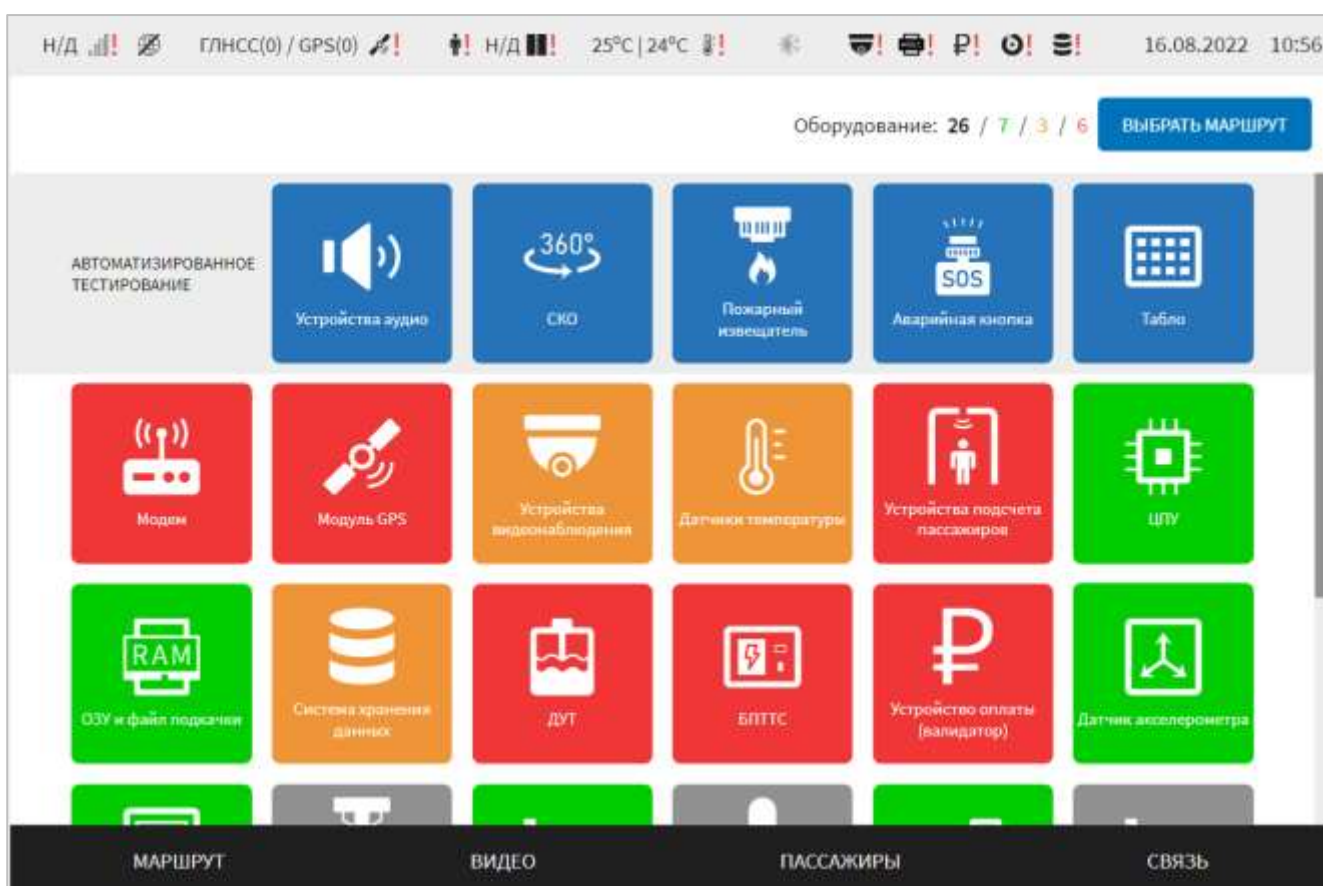 Н/Д ! ГЛНСС(0) / GPS(0) ! ! Н/Д ! 25°C | 24°C ! ! ! ₽! ! ! 16.08.2022 10:56
Оборудование: 26 / 7 / 3 / 6 ВЫБРАТЬ МАРШРУТ
АВТОМАТИЗИРОВАННОЕ
ТЕСТИРОВАНИЕ
Устройства аудио
360°
СКО
Пожарный
извещатель
SOS
Аварийная кнопка
Табло
Модем
Модуль GPS
Устройства
видеонаблюдения
Датчики температуры
Устройства подсчета
пассажиров
ЦПУ
RAM
ОЗУ и файл подкачки
Система хранения
данных
ДУТ
БПТТС
₽
Устройство оплаты
(валидатор)
Датчик акселерометра
МАРШРУТ ВИДЕО ПАССАЖИРЫ СВЯЗЬ